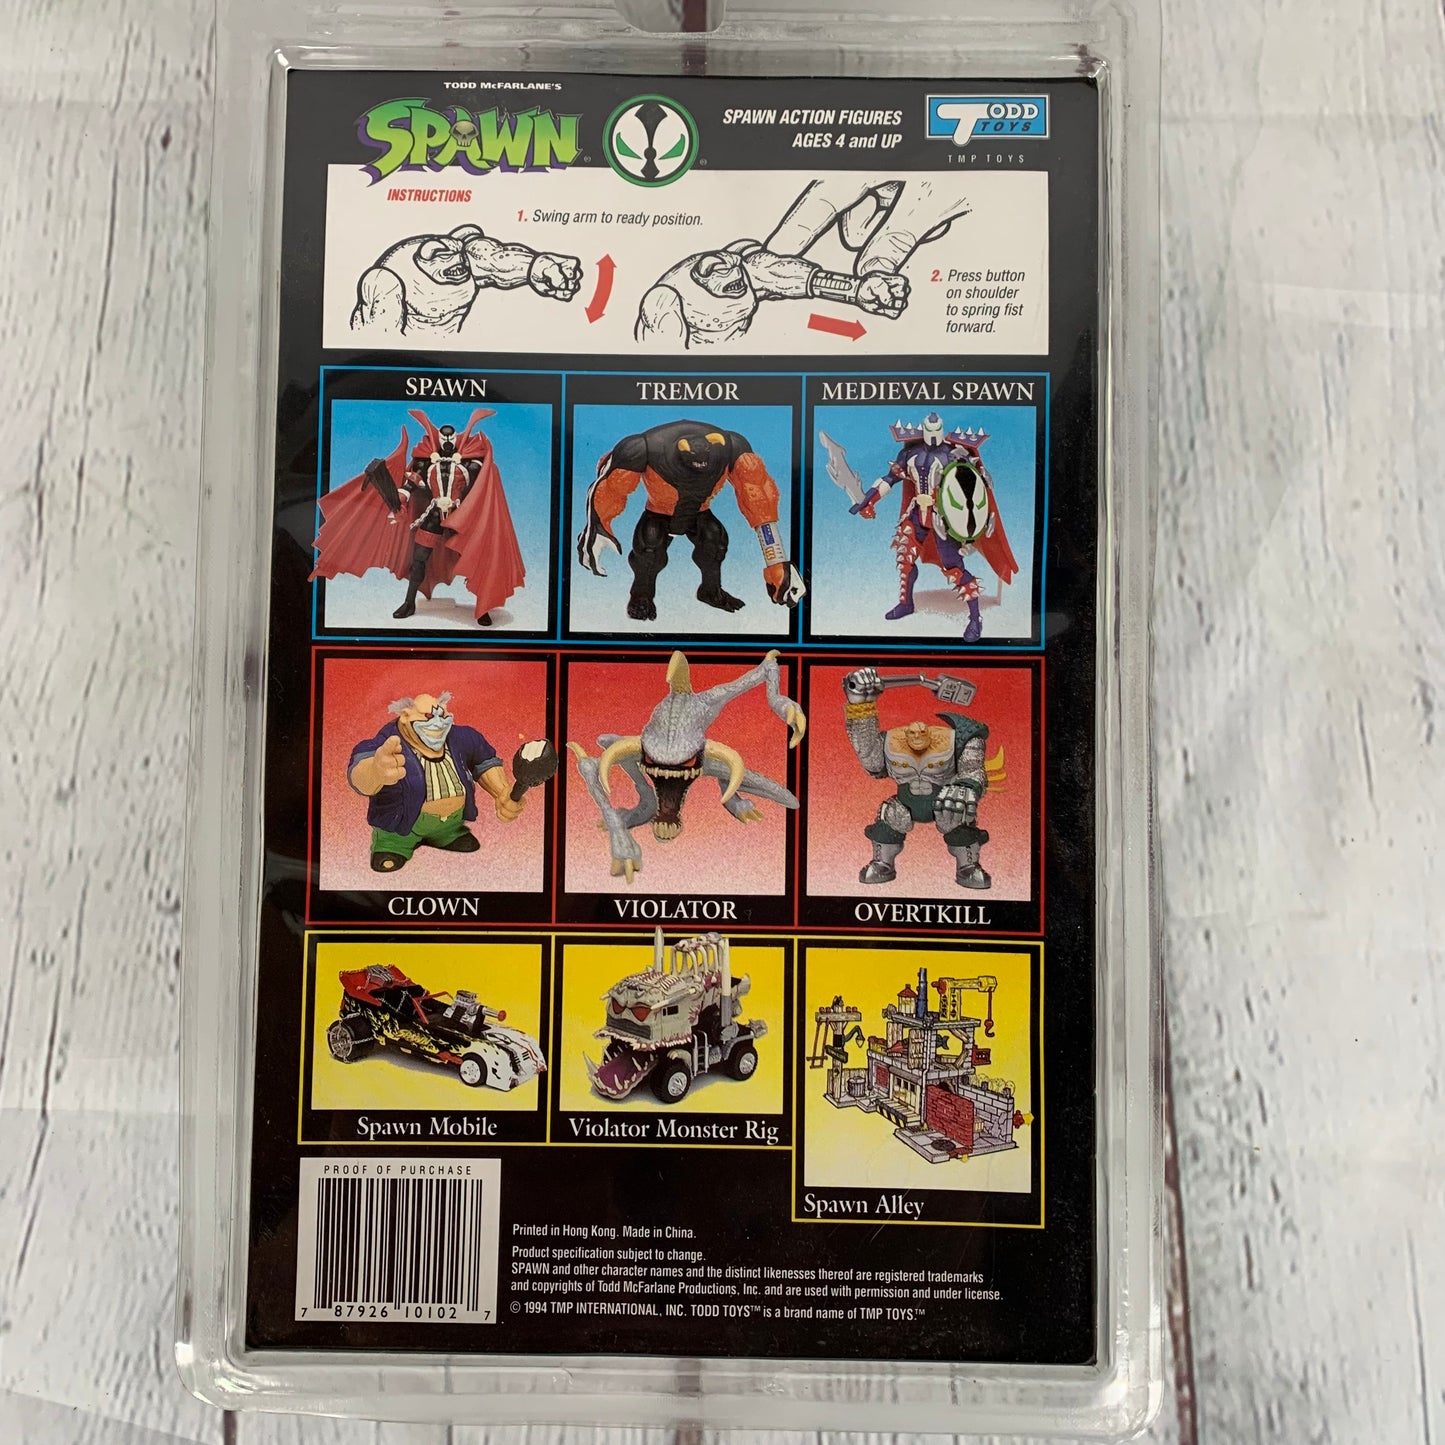 TODD McFARLANE'S
SPAWN
SPAWN ACTION FIGURES
AGES 4 and UP
TODD
TOYS
TMP TOYS
INSTRUCTIONS
1. Swing arm to ready position.
2. Press button
on shoulder
to spring fist
forward.
SPAWN
TREMOR
MEDIEVAL SPAWN
CLOWN
VIOLATOR
OVERTKILL
Spawn Mobile
Violator Monster Rig
Spawn Alley
PROOF OF PURCHASE
7 87926 10102 7
Printed in Hong Kong. Made in China.
Product specification subject to change.
SPAWN and other character names and the distinct likenesses thereof are registered trademarks
and copyrights of Todd McFarlane Productions, Inc. and are used with permission and under license.
© 1994 TMP INTERNATIONAL, INC. TODD TOYS™ is a brand name of TMP TOYS.™